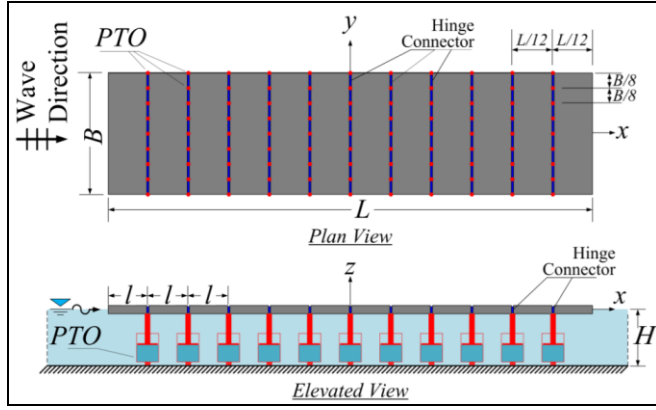 PTO
y
Hinge
Connector
L/12 L/12
Wave
Direction
B
B/8
B/8
x
L
Plan View
z
Hinge
Connector
l l l
x
PTO
H
Elevated View